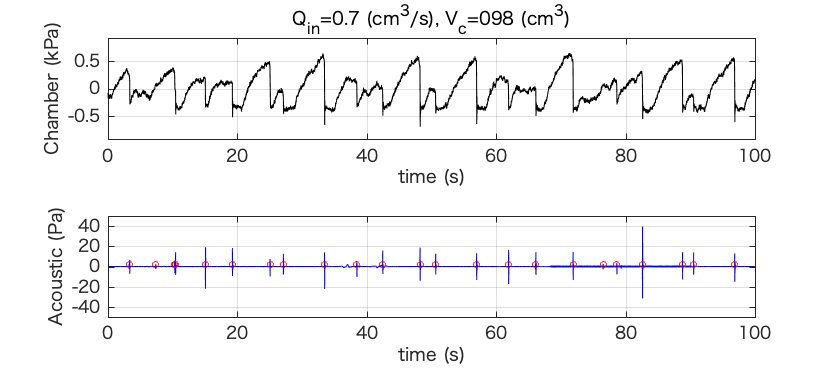 Q_in=0.7 (cm^3/s), V_c=098 (cm^3)
Chamber (kPa)
0.5
0
-0.5
0 20 40 60 80 100
time (s)
Acoustic (Pa)
40
20
0
-20
-40
0 20 40 60 80 100
time (s)